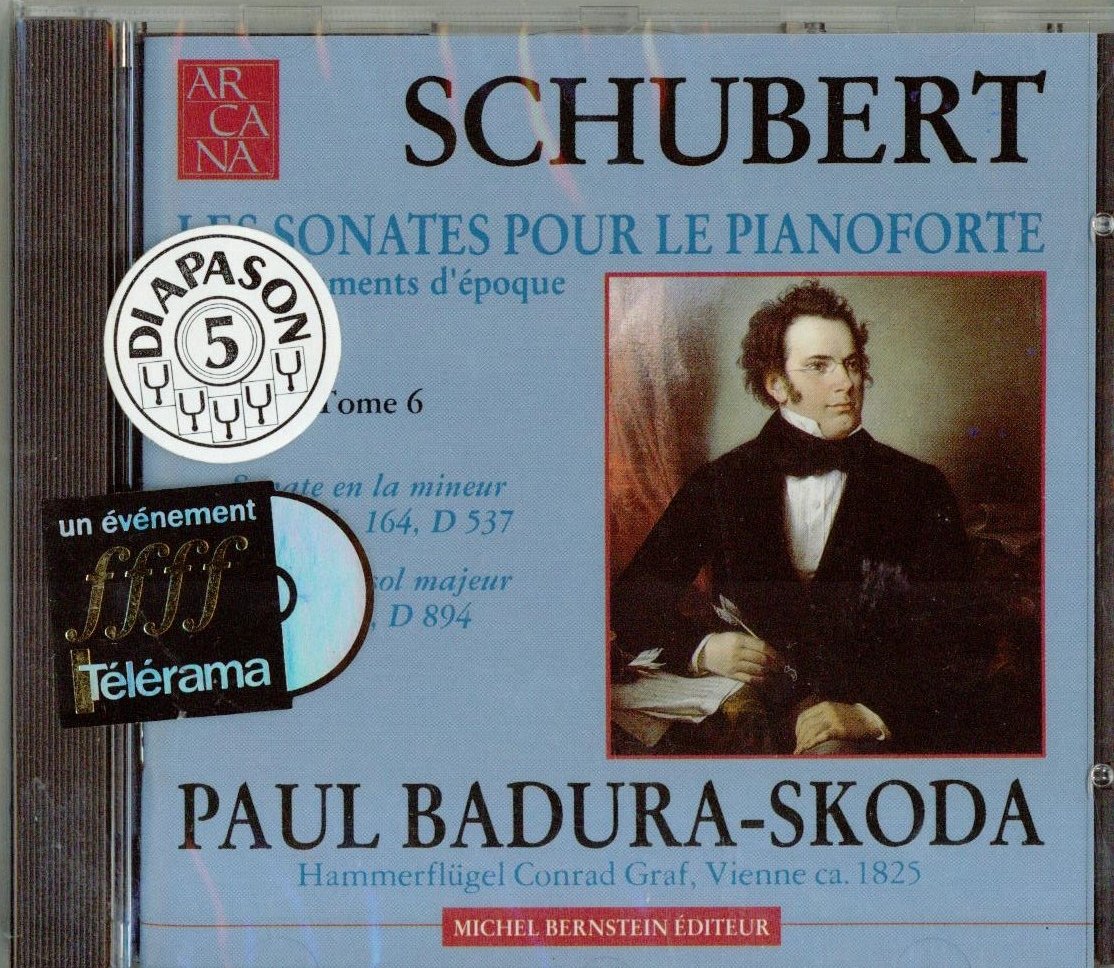 AR
CA
NA
SCHUBERT
LES SONATES POUR LE PIANOFORTE
uments d'époque
DIAPASON
5
Tome 6
Sonate en la mineur
164, D 537
sol majeur
, D 894
un événement
ffff
Télérama
PAUL BADURA-SKODA
Hammerflügel Conrad Graf, Vienne ca. 1825
MICHEL BERNSTEIN ÉDITEUR